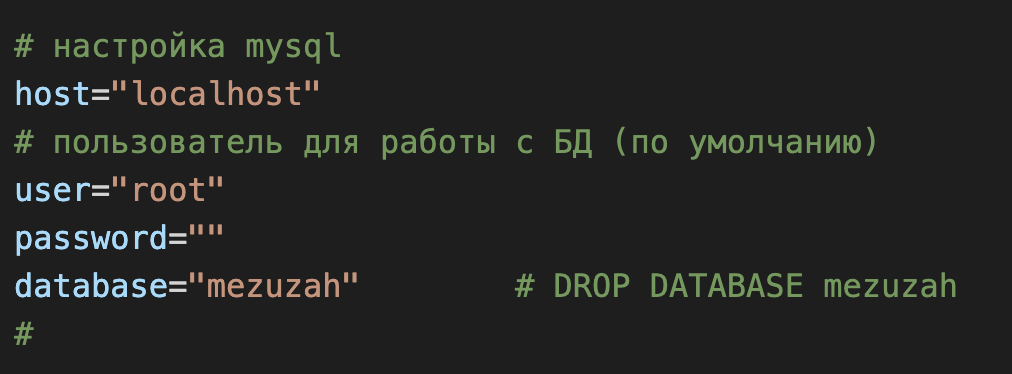 # настройка mysql
host="localhost"
# пользователь для работы с БД (по умолчанию)
user="root"
password=""
database="mezuzah"        # DROP DATABASE mezuzah
#